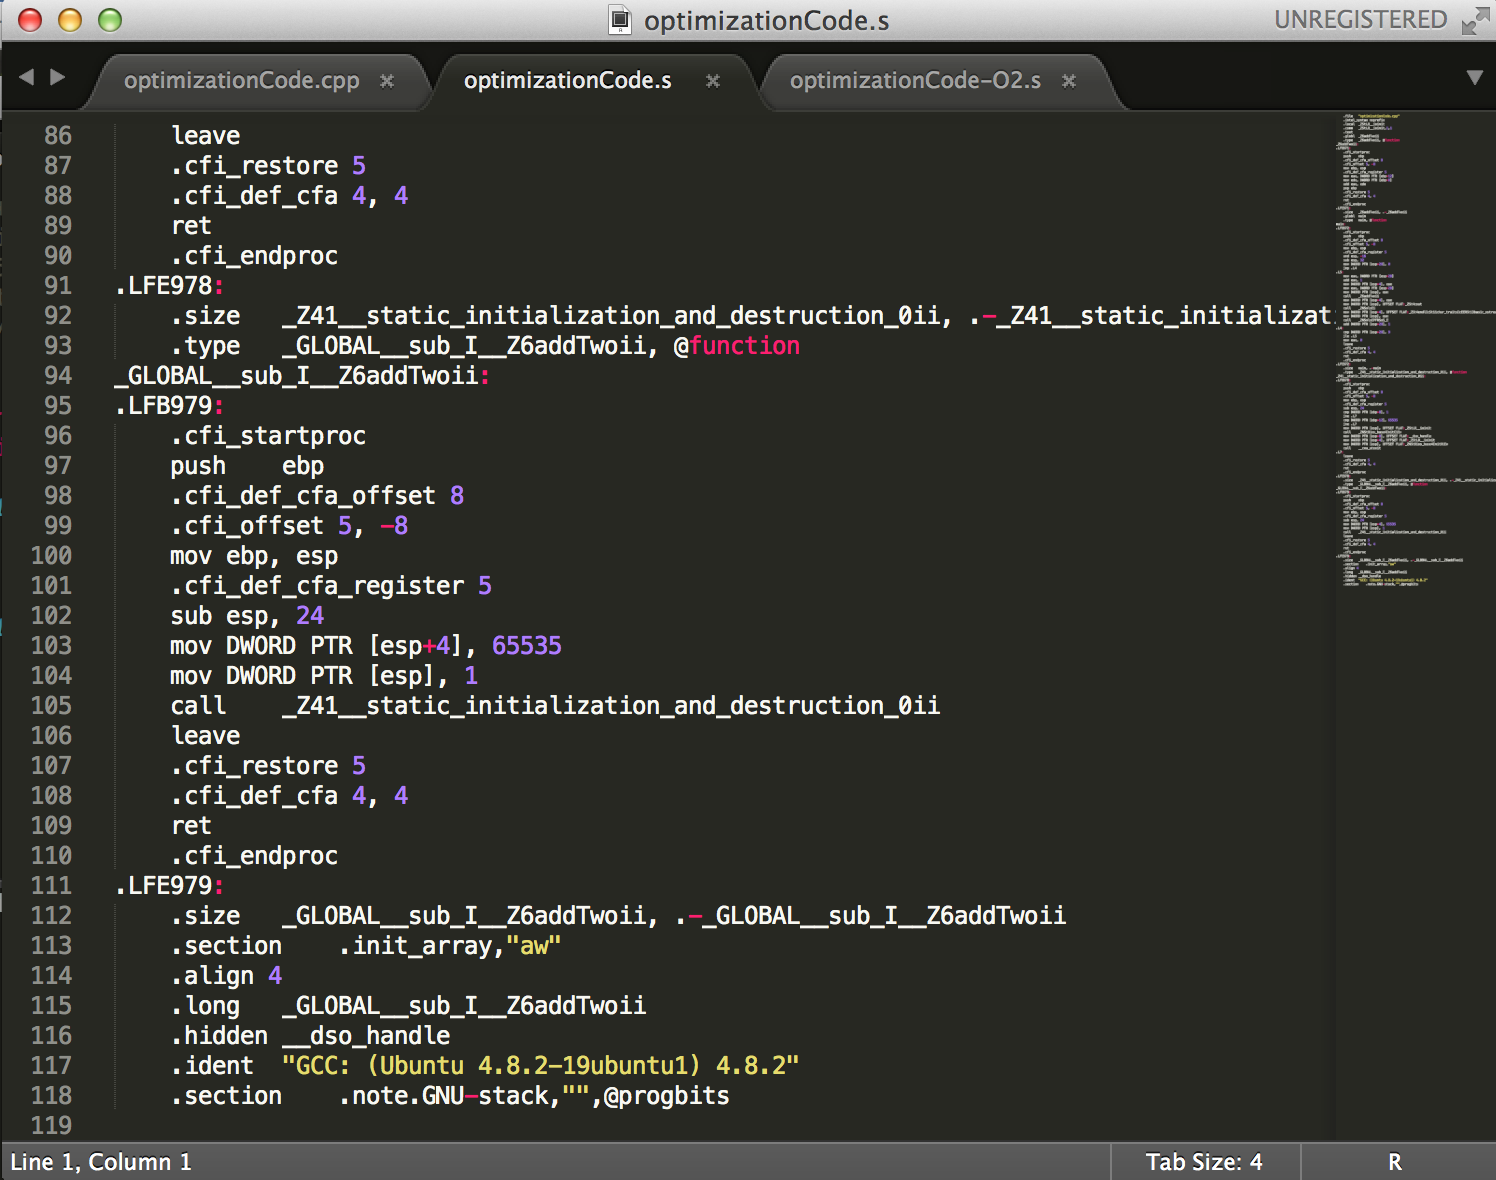 optimizationCode.s
UNREGISTERED
optimizationCode.cpp
optimizationCode.s
optimizationCode-O2.s
86 leave
87 .cfi_restore 5
88 .cfi_def_cfa 4, 4
89 ret
90 .cfi_endproc
91 .LFE978:
92 .size _Z41__static_initialization_and_destruction_0ii, .-_Z41__static_initializat
93 .type _GLOBAL__sub_I__Z6addTwoii, @function
94 _GLOBAL__sub_I__Z6addTwoii:
95 .LFB979:
96 .cfi_startproc
97 push ebp
98 .cfi_def_cfa_offset 8
99 .cfi_offset 5, -8
100 mov ebp, esp
101 .cfi_def_cfa_register 5
102 sub esp, 24
103 mov DWORD PTR [esp+4], 65535
104 mov DWORD PTR [esp], 1
105 call _Z41__static_initialization_and_destruction_0ii
106 leave
107 .cfi_restore 5
108 .cfi_def_cfa 4, 4
109 ret
110 .cfi_endproc
111 .LFE979:
112 .size _GLOBAL__sub_I__Z6addTwoii, .-_GLOBAL__sub_I__Z6addTwoii
113 .section .init_array,"aw"
114 .align 4
115 .long _GLOBAL__sub_I__Z6addTwoii
116 .hidden __dso_handle
117 .ident "GCC: (Ubuntu 4.8.2-19ubuntu1) 4.8.2"
118 .section .note.GNU-stack,"",@progbits
119
Line 1, Column 1
Tab Size: 4
R